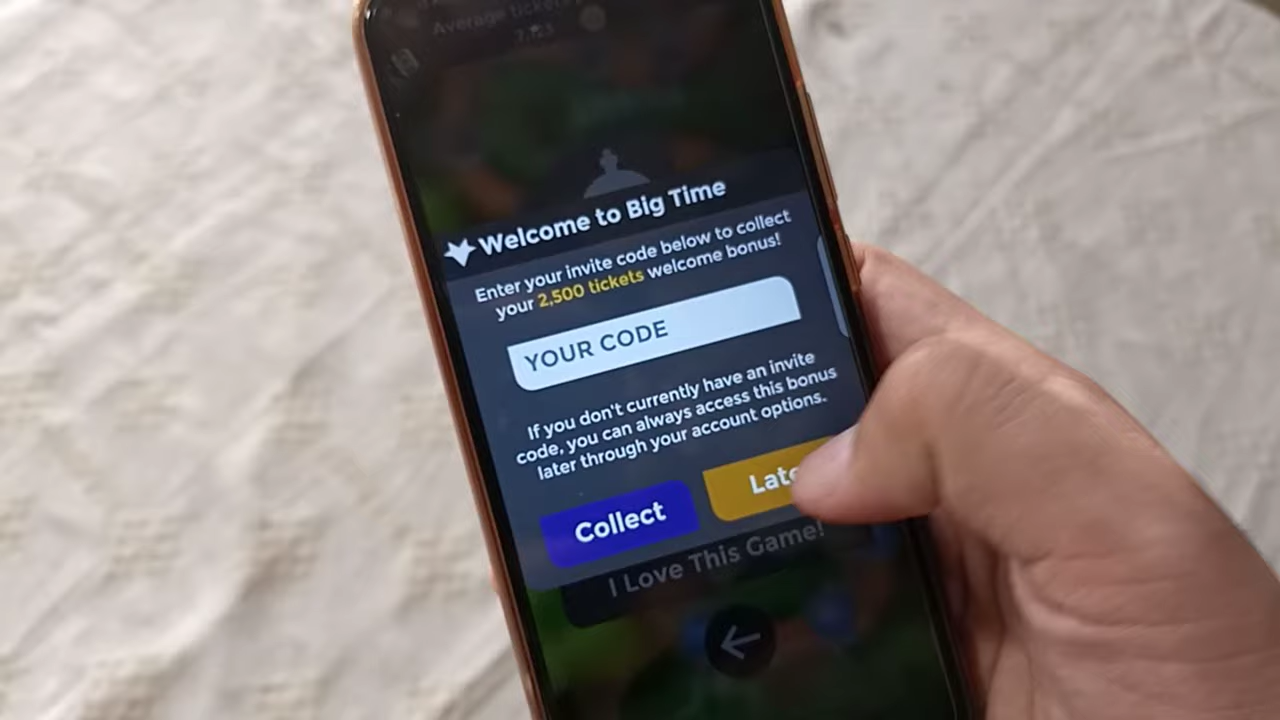 Average tickets
Welcome to Big Time
Enter your invite code below to collect
your 2,500 tickets welcome bonus!
YOUR CODE
If you don't currently have an invite
code, you can always access this bonus
later through your account options.
Collect
Late
I Love This Game!